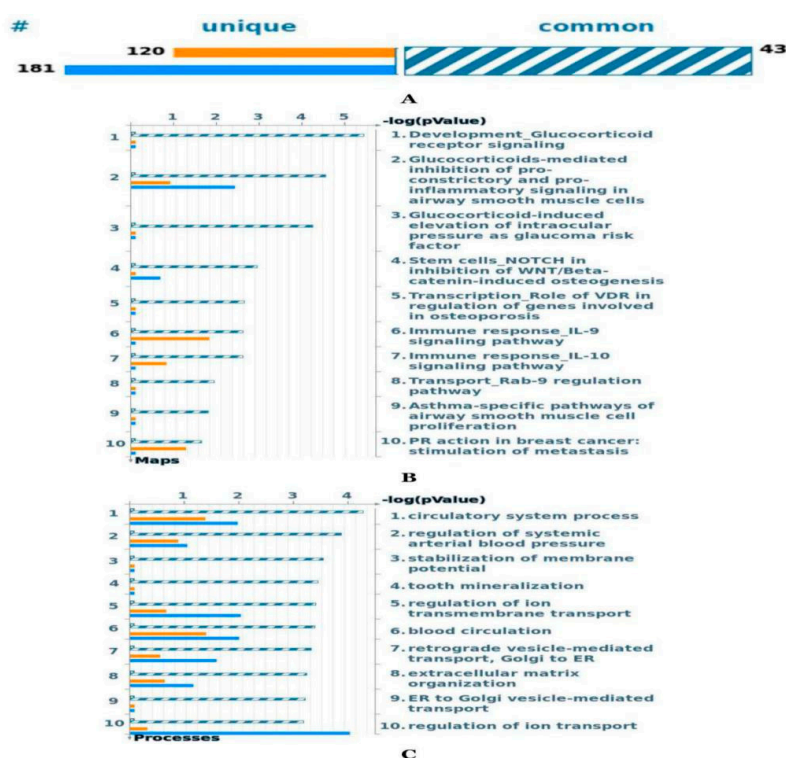 # unique common
120 43
181
A
1 2 3 4 5 -log(pValue)
1 1. Development_Glucocorticoid
receptor signaling
2 2. Glucocorticoids-mediated
inhibition of pro-
constrictory and pro-
inflammatory signaling in
airway smooth muscle cells
3 3. Glucocorticoid-induced
elevation of intraocular
pressure as glaucoma risk
factor
4 4. Stem cells_NOTCH in
inhibition of WNT/Beta-
catenin-induced osteogenesis
5 5. Transcription_Role of VDR in
regulation of genes involved
in osteoporosis
6 6. Immune response_IL-9
signaling pathway
7 7. Immune response_IL-10
signaling pathway
8 8. Transport_Rab-9 regulation
pathway
9 9. Asthma-specific pathways of
airway smooth muscle cell
proliferation
10 10. PR action in breast cancer:
stimulation of metastasis
Maps
B
1 2 3 4 -log(pValue)
1 1. circulatory system process
2 2. regulation of systemic
arterial blood pressure
3 3. stabilization of membrane
potential
4 4. tooth mineralization
5 5. regulation of ion
transmembrane transport
6 6. blood circulation
7 7. retrograde vesicle-mediated
transport, Golgi to ER
8 8. extracellular matrix
organization
9 9. ER to Golgi vesicle-mediated
transport
10 10. regulation of ion transport
Processes
C